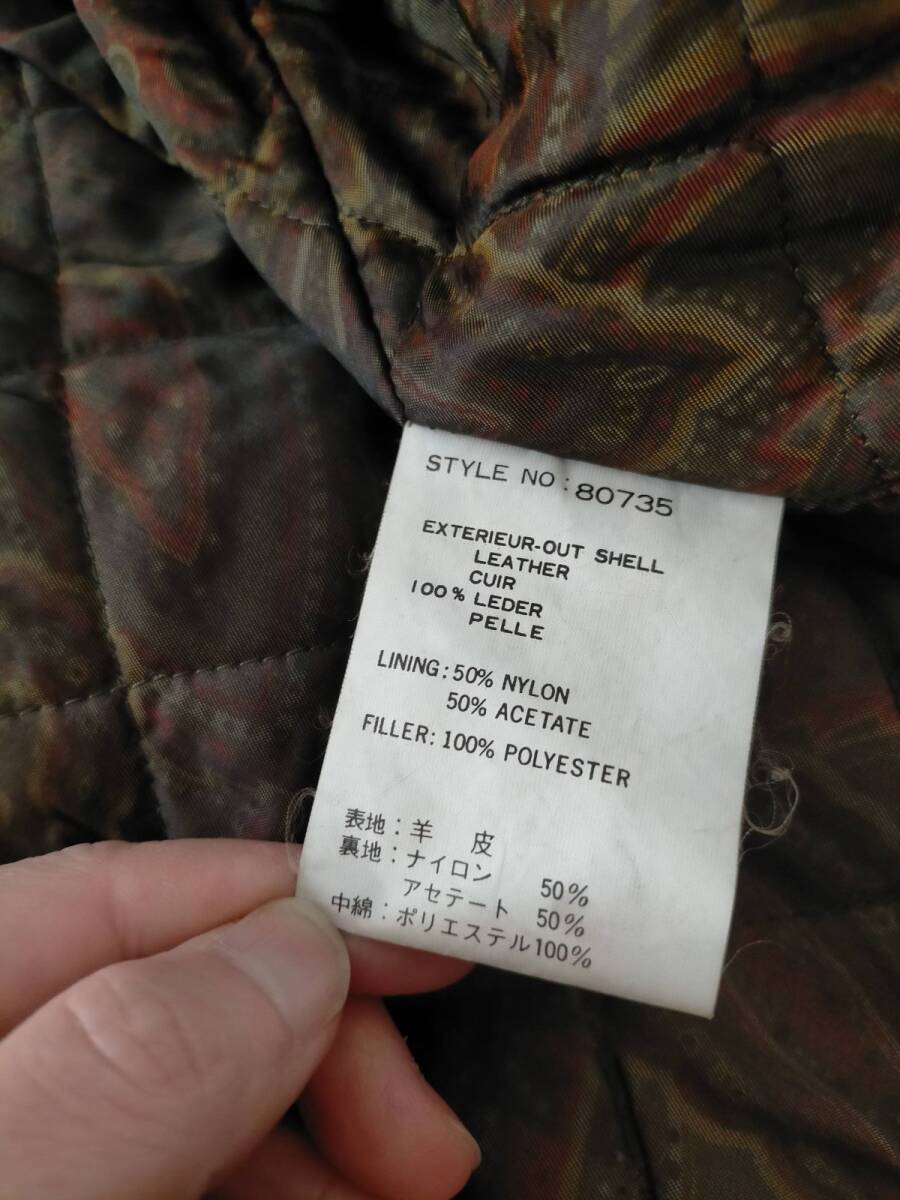 STYLE NO : 80735
EXTERIEUR-OUT SHELL
LEATHER
CUIR
100% LEDER
PELLE
LINING: 50% NYLON
50% ACETATE
FILLER: 100% POLYESTER
表地：羊 皮
裏地：ナイロン 50%
アセテート 50%
中綿：ポリエステル100%